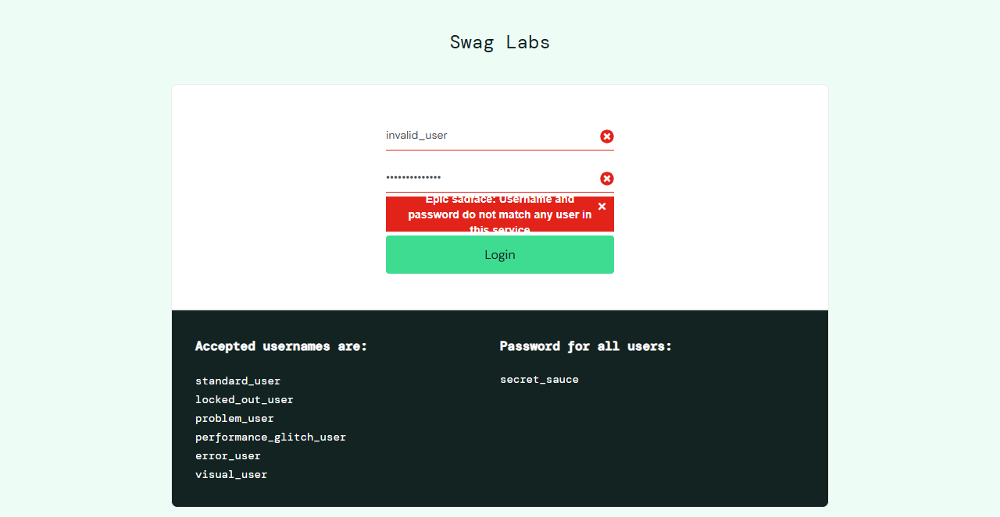 Swag Labs
invalid_user
••••••••••••••
Epic sadface: Username and
password do not match any user in
this service
Login
Accepted usernames are:
standard_user
locked_out_user
problem_user
performance_glitch_user
error_user
visual_user
Password for all users:
secret_sauce